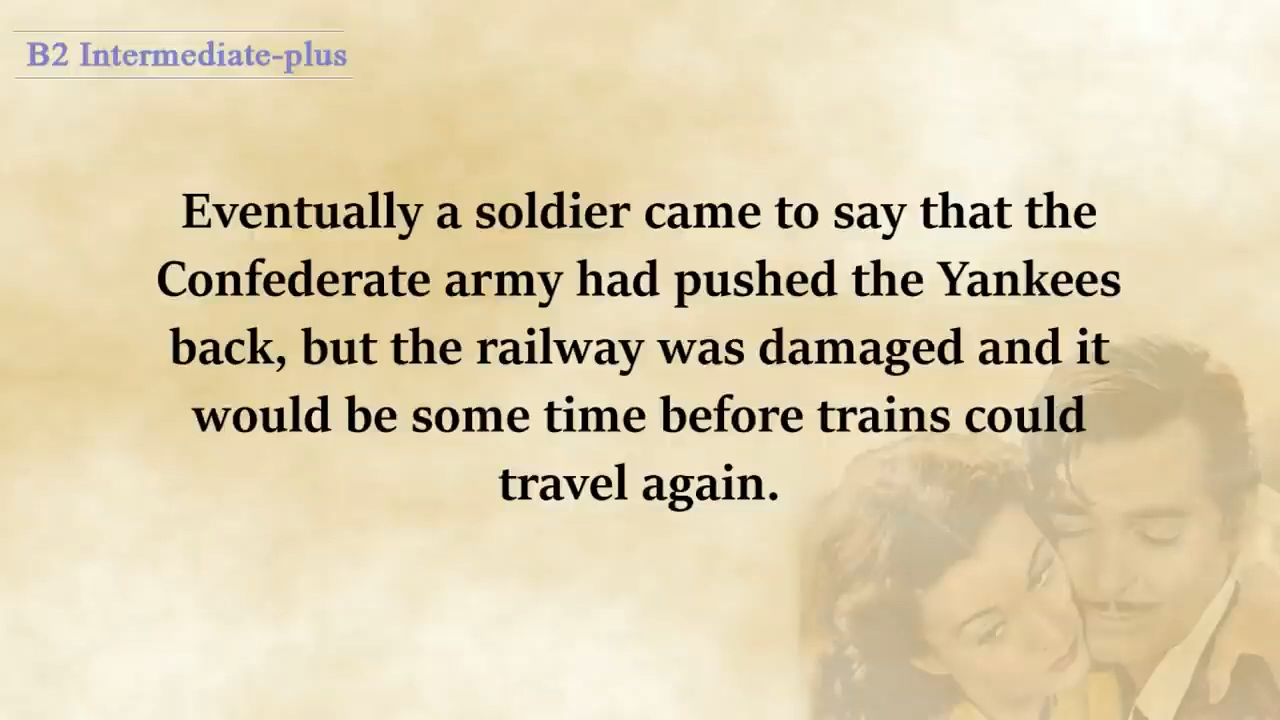 B2 Intermediate-plus
Eventually a soldier came to say that the
Confederate army had pushed the Yankees
back, but the railway was damaged and it
would be some time before trains could
travel again.